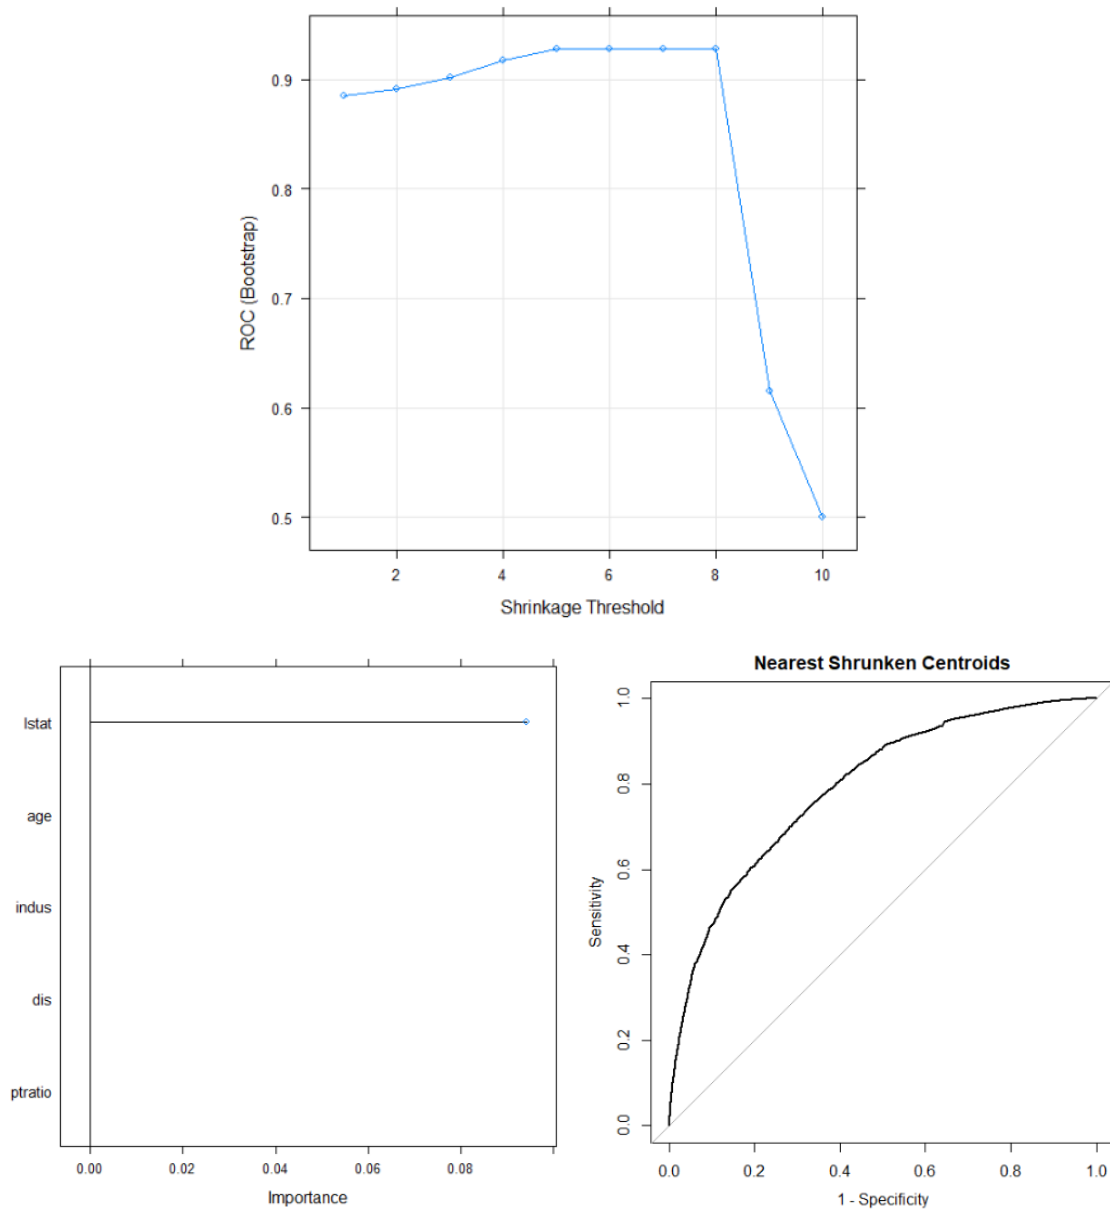 0.9
0.8
0.7
0.6
0.5
ROC (Bootstrap)
2 4 6 8 10
Shrinkage Threshold
lstat
age
indus
dis
ptratio
0.00 0.02 0.04 0.06 0.08
Importance
Nearest Shrunken Centroids
1.0
0.8
0.6
0.4
0.2
0.0
Sensitivity
0.0 0.2 0.4 0.6 0.8 1.0
1 - Specificity